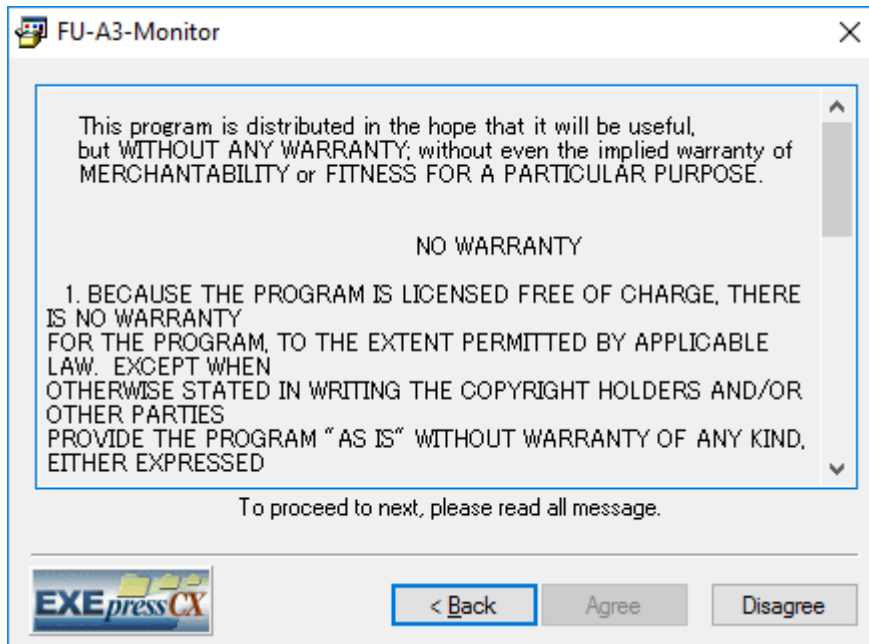 FU-A3-Monitor
This program is distributed in the hope that it will be useful,
but WITHOUT ANY WARRANTY; without even the implied warranty of
MERCHANTABILITY or FITNESS FOR A PARTICULAR PURPOSE.
NO WARRANTY
1. BECAUSE THE PROGRAM IS LICENSED FREE OF CHARGE, THERE
IS NO WARRANTY
FOR THE PROGRAM, TO THE EXTENT PERMITTED BY APPLICABLE
LAW. EXCEPT WHEN
OTHERWISE STATED IN WRITING THE COPYRIGHT HOLDERS AND/OR
OTHER PARTIES
PROVIDE THE PROGRAM "AS IS" WITHOUT WARRANTY OF ANY KIND,
EITHER EXPRESSED
To proceed to next, please read all message.
EXEpressCX
< Back
Agree
Disagree